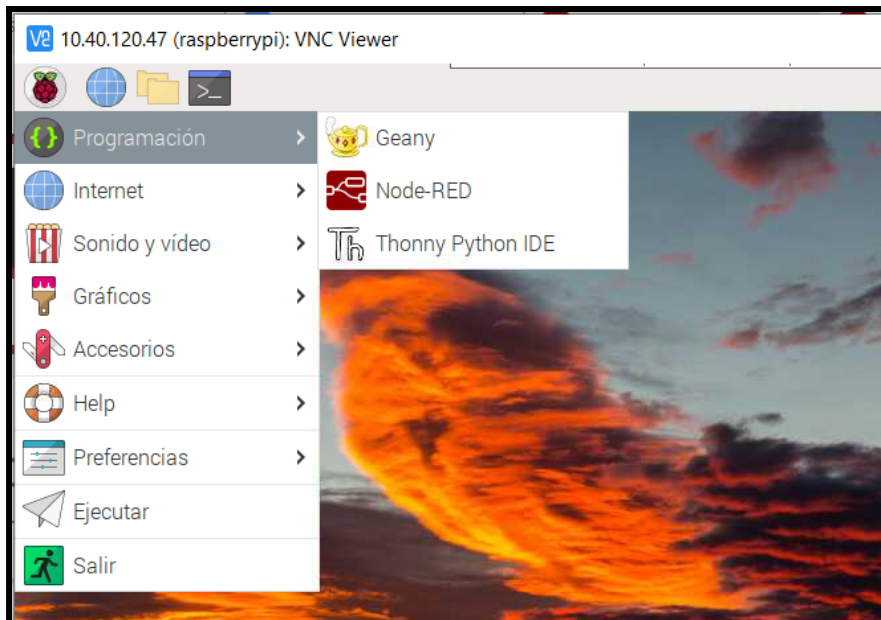 10.40.120.47 (raspberrypi): VNC Viewer
Programación
Geany
Internet
Node-RED
Sonido y vídeo
Thonny Python IDE
Gráficos
Accesorios
Help
Preferencias
Ejecutar
Salir